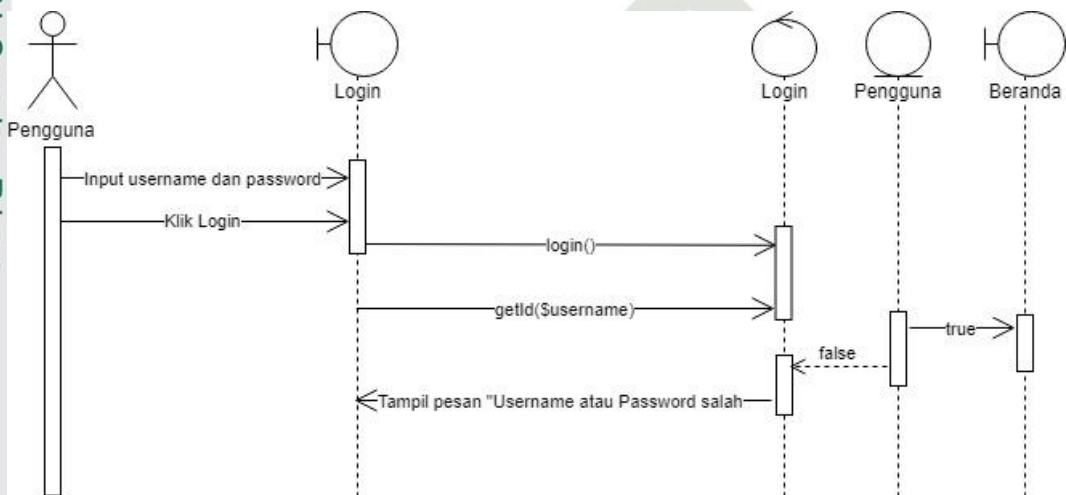 Login
Login
Pengguna
Beranda
Pengguna
Input username dan password
Klik Login
login()
getId($username)
true
false
Tampil pesan "Username atau Password salah